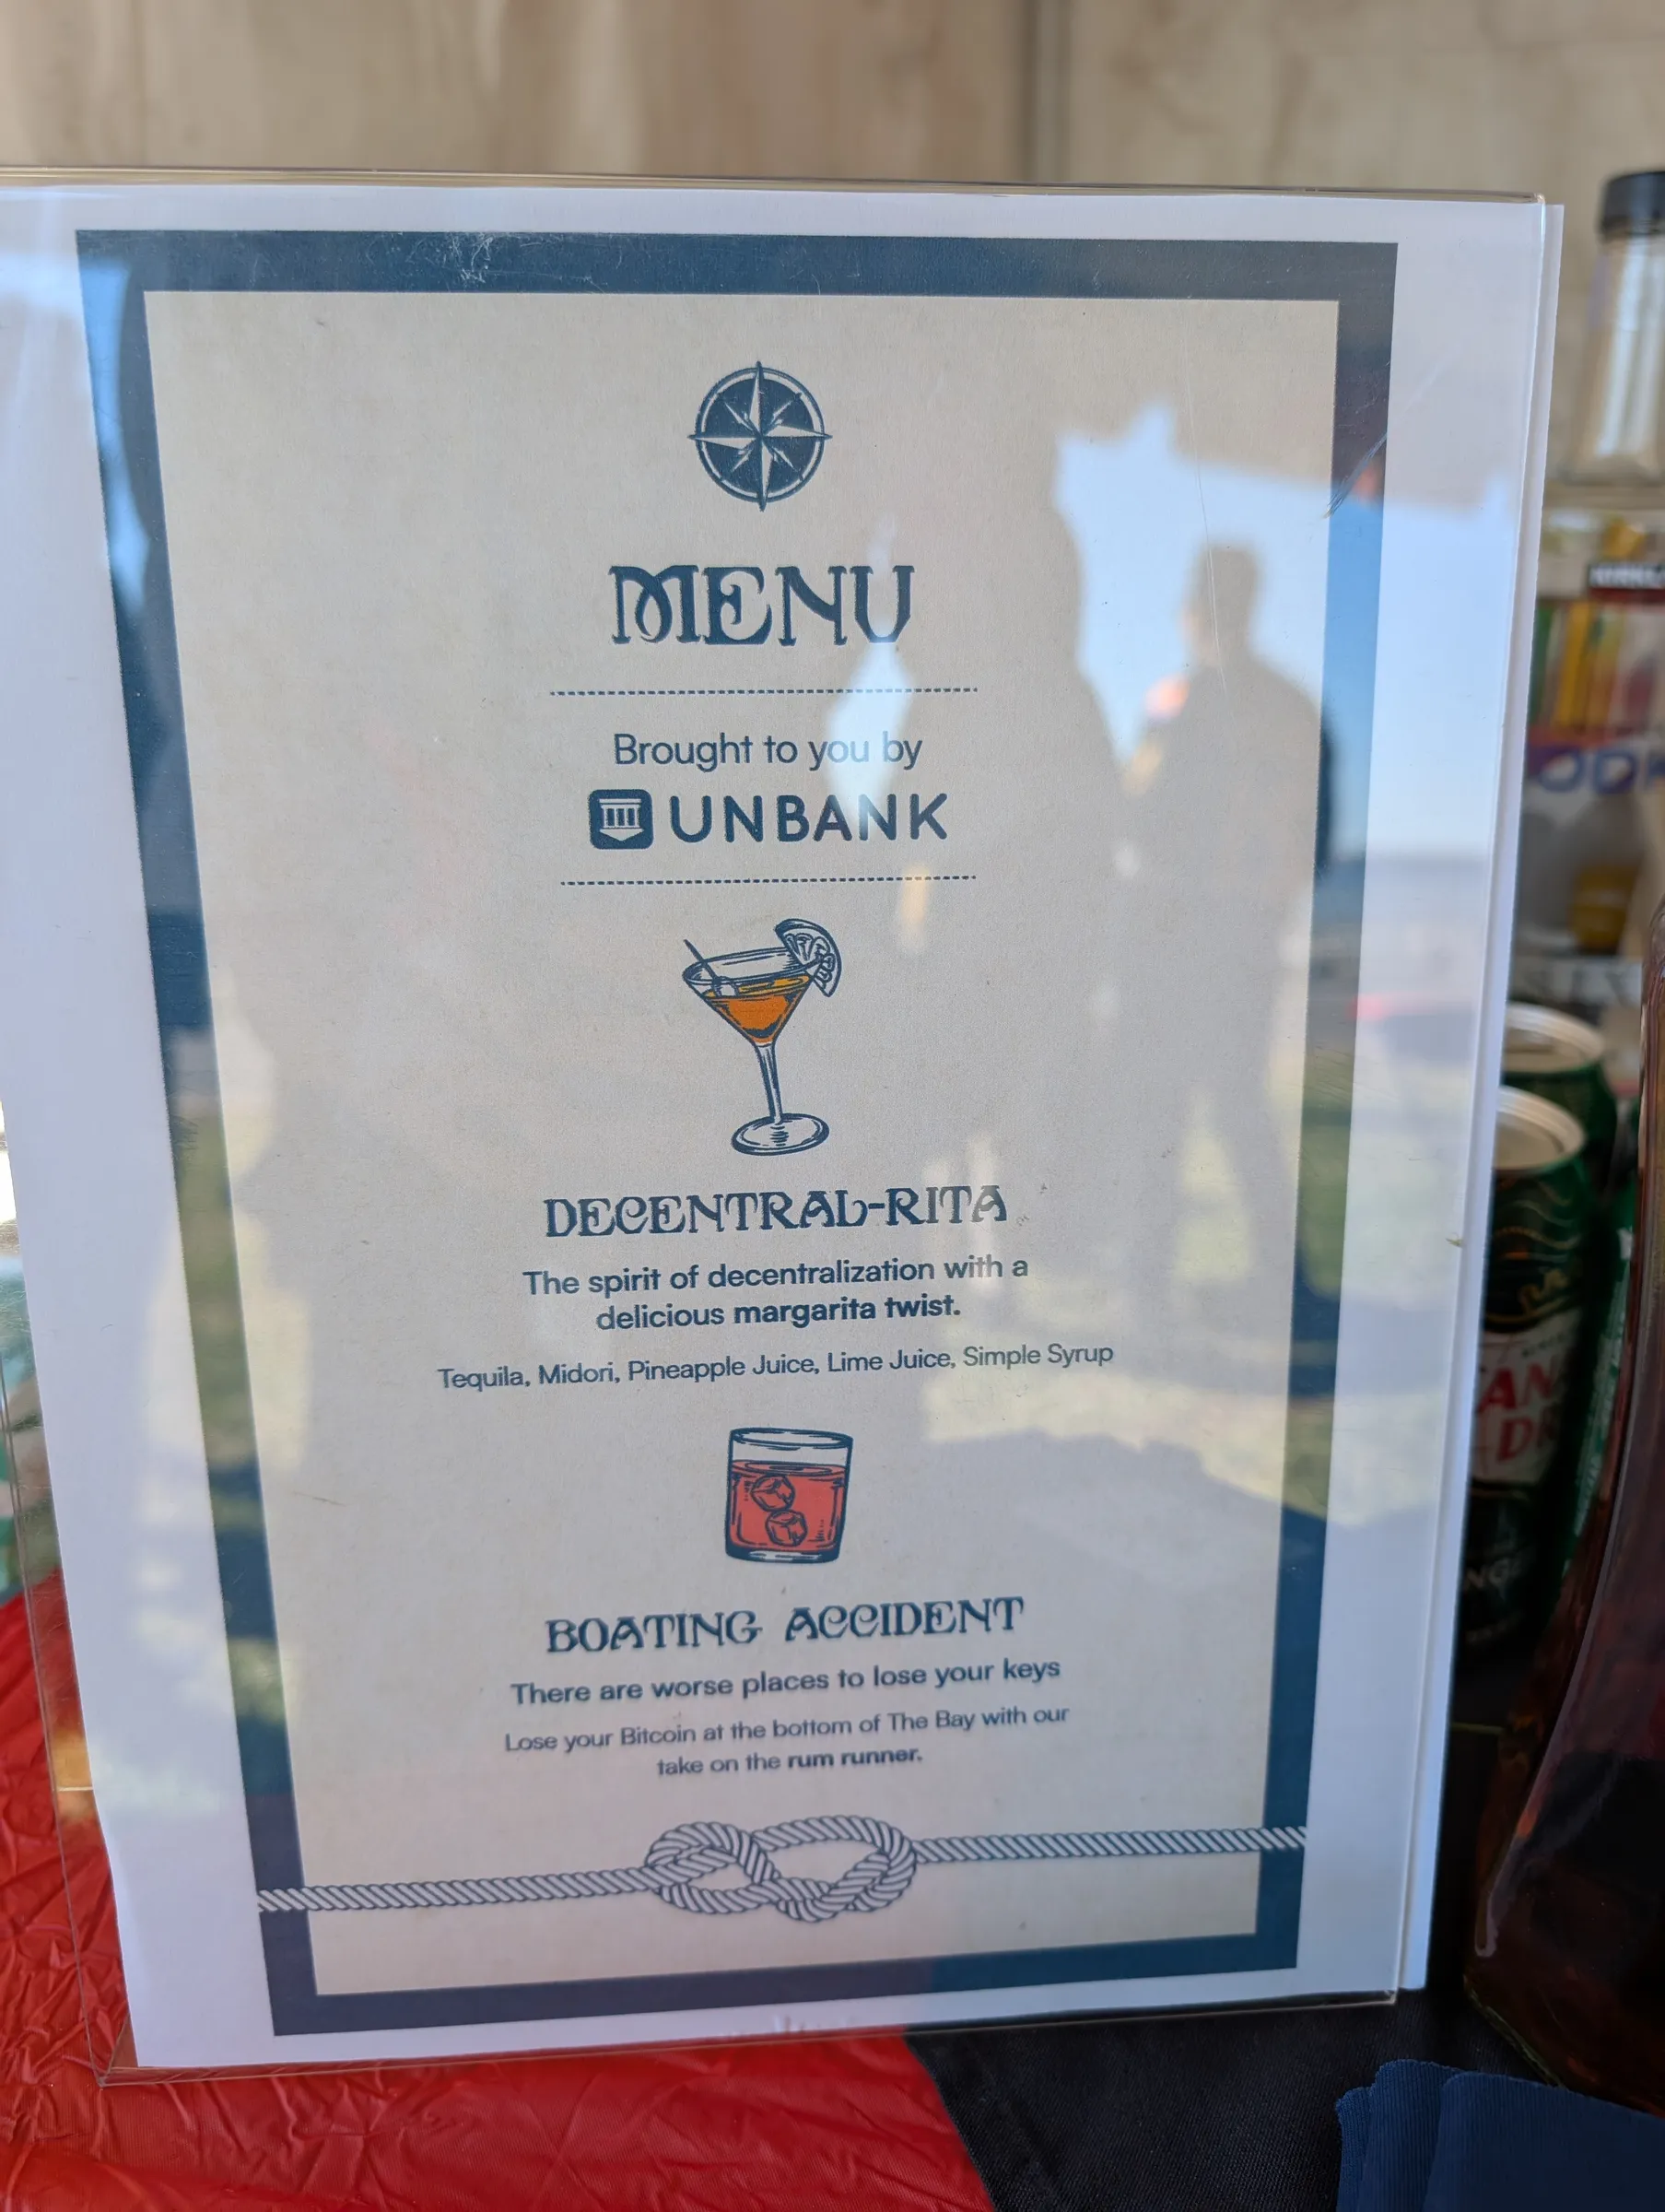 MENU
Brought to you by
UNBANK
DECENTRAL-RITA
The spirit of decentralization with a
delicious margarita twist.
Tequila, Midori, Pineapple Juice, Lime Juice, Simple Syrup
BOATING ACCIDENT
There are worse places to lose your keys
Lose your Bitcoin at the bottom of The Bay with our
take on the rum runner.